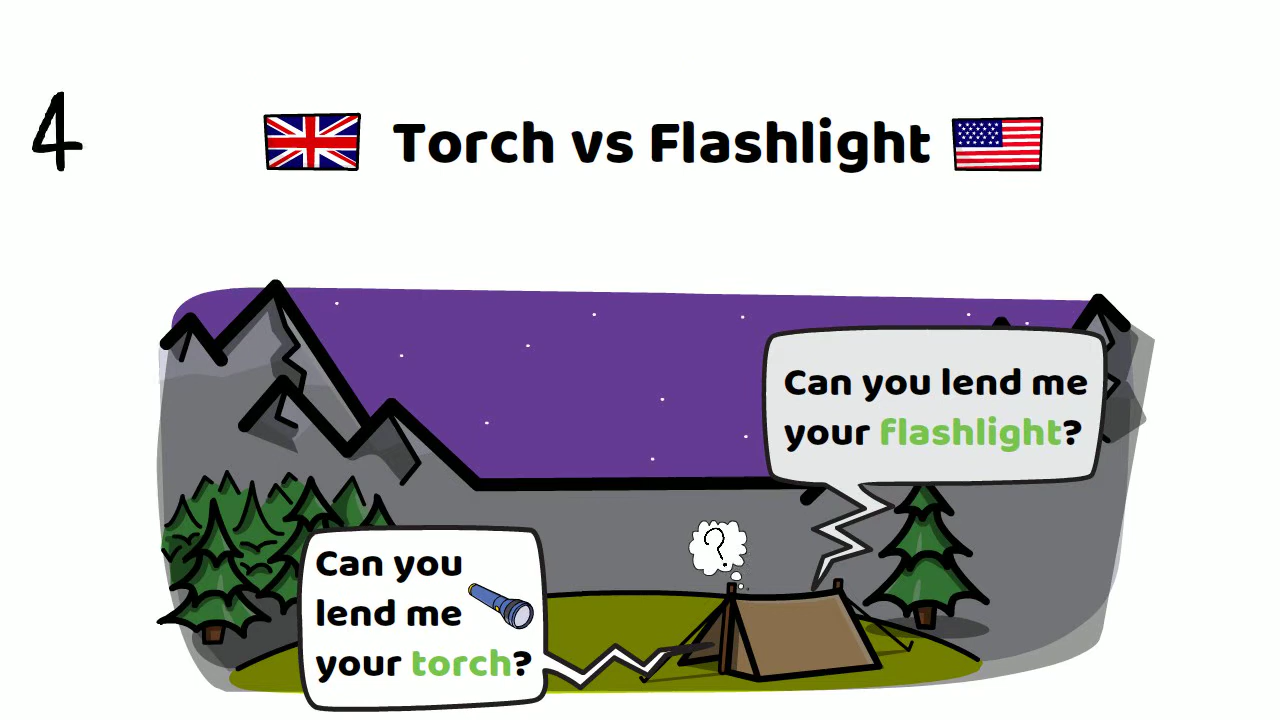 4
Torch vs Flashlight
Can you lend me
your flashlight?
?
Can you
lend me
your torch?